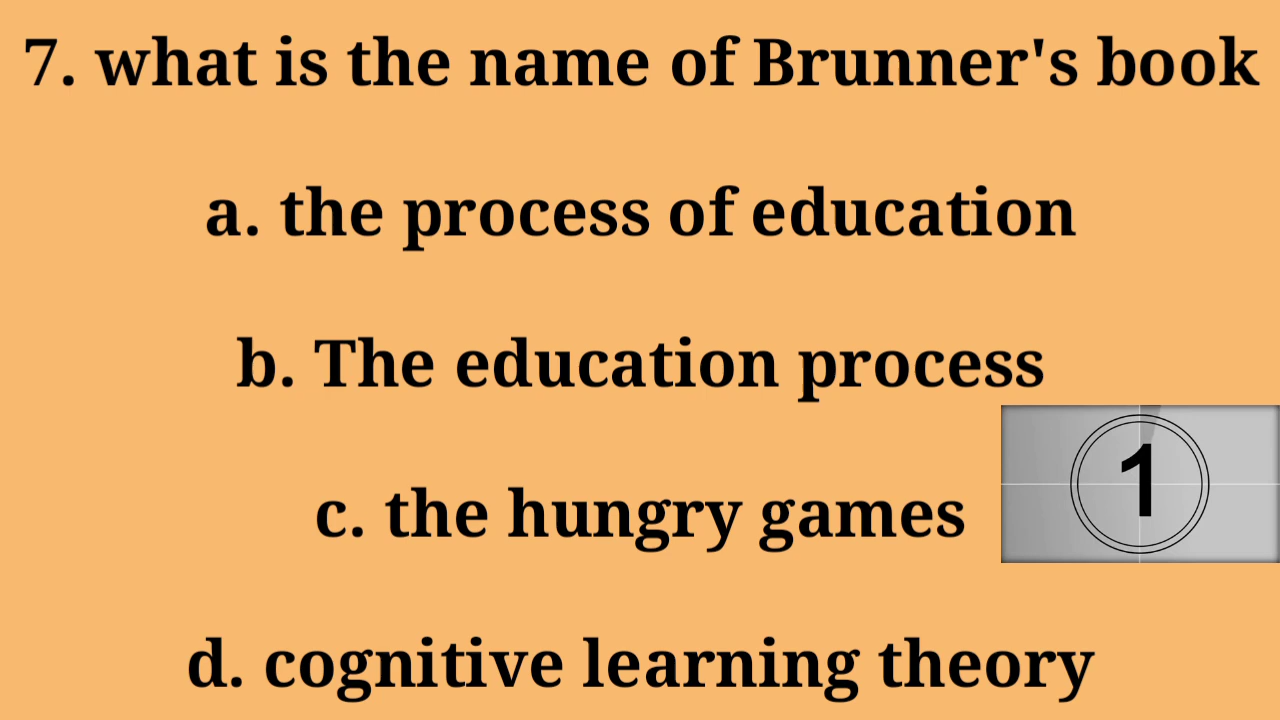 7. what is the name of Brunner's book
a. the process of education
b. The education process
c. the hungry games
1
d. cognitive learning theory